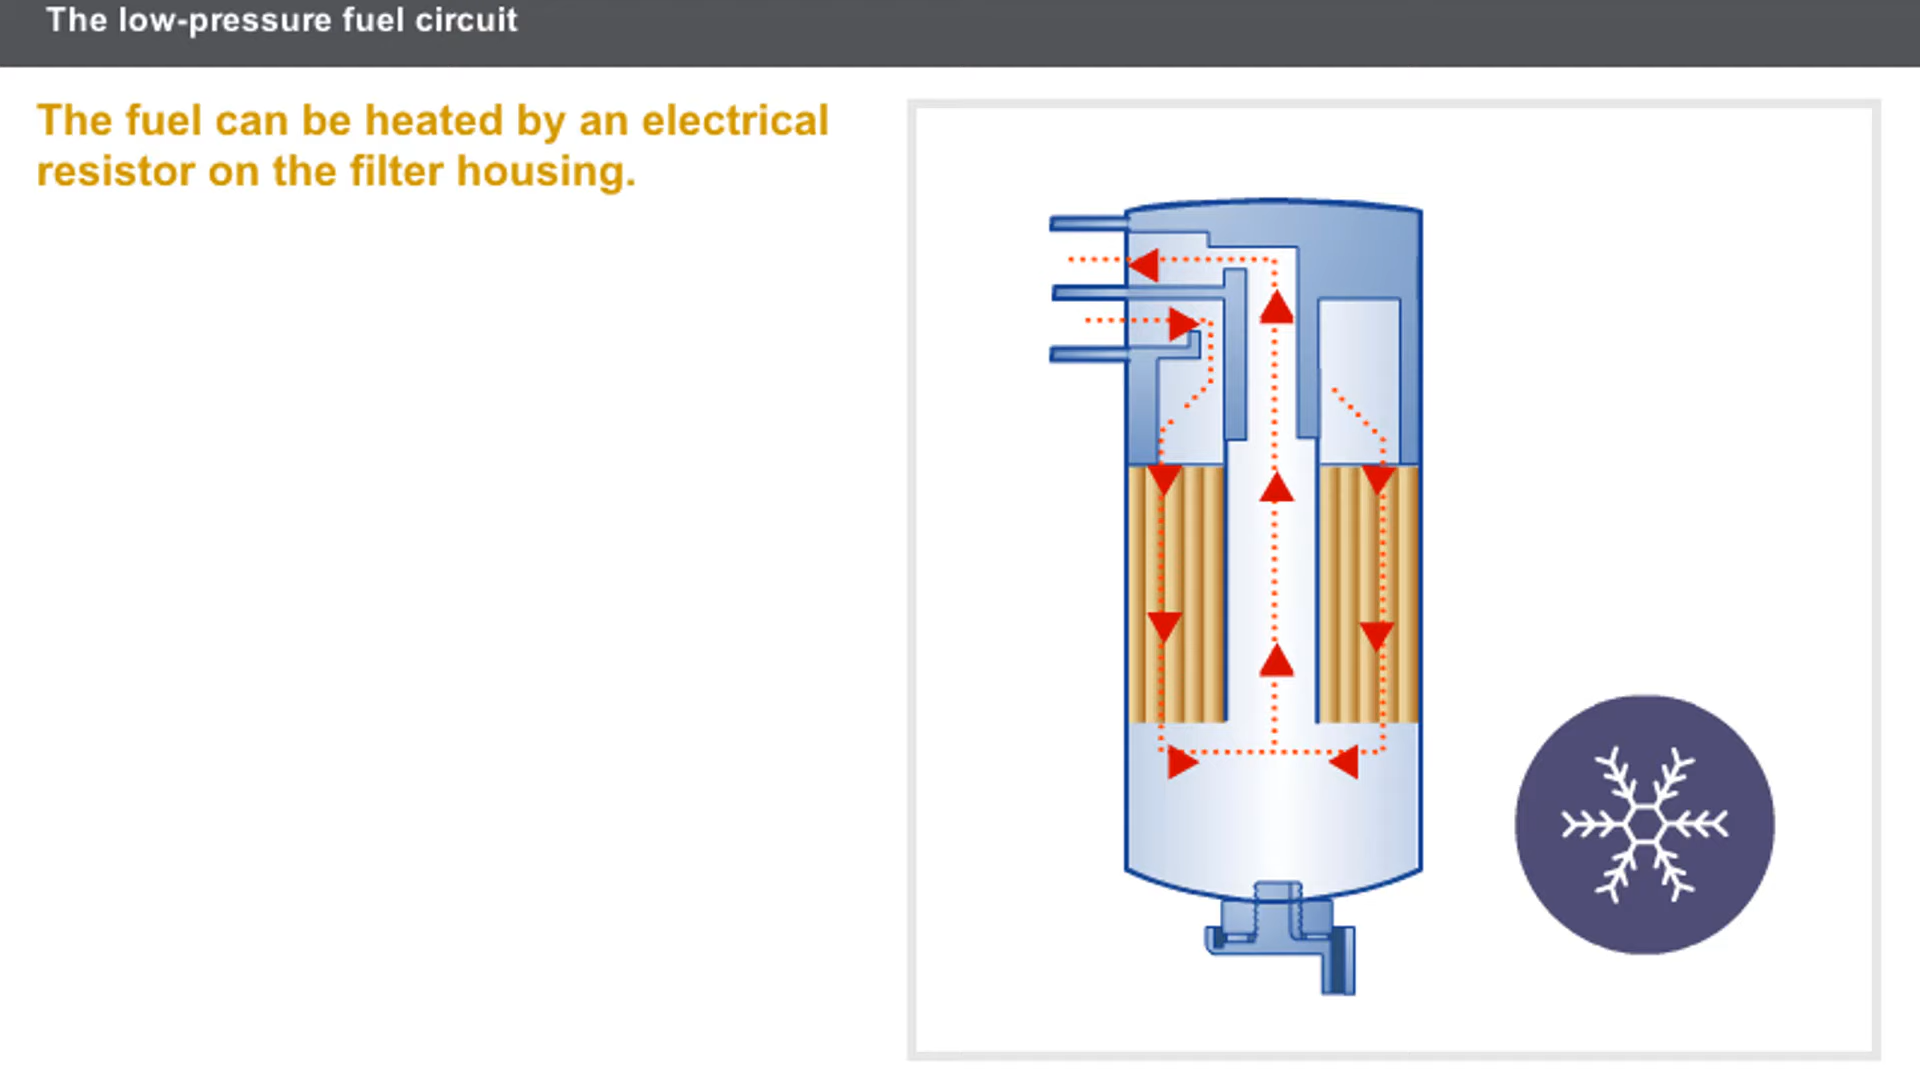 The low-pressure fuel circuit
The fuel can be heated by an electrical
resistor on the filter housing.